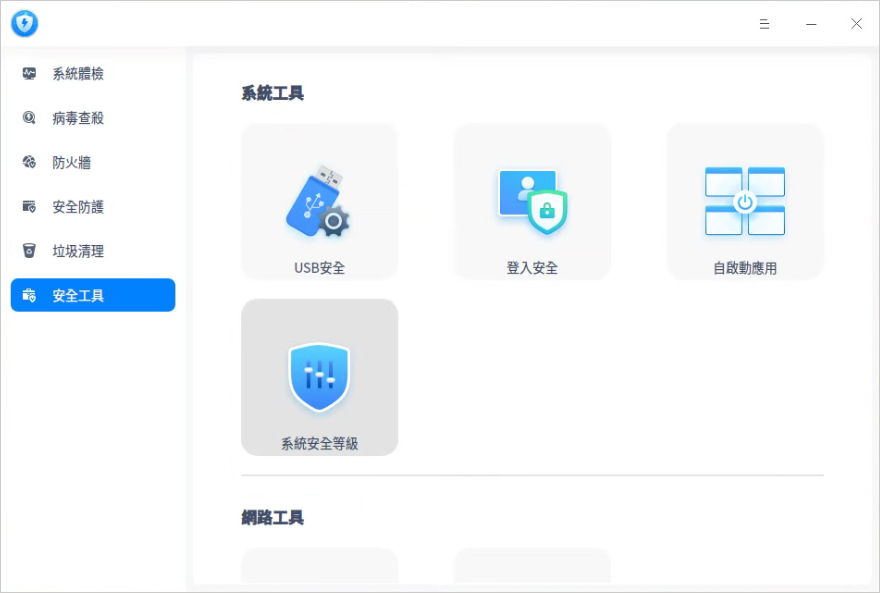 系統體檢
病毒查殺
防火牆
安全防護
垃圾清理
安全工具
系統工具
USB安全
登入安全
自啟動應用
系統安全等級
網路工具